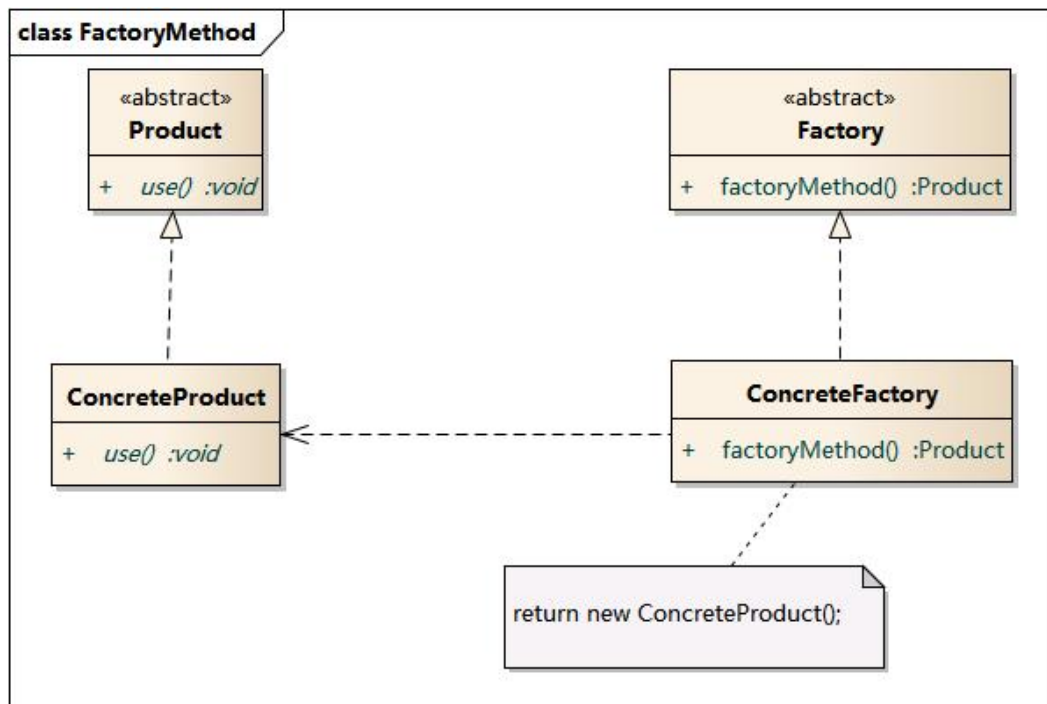 class FactoryMethod
«abstract»
Product
+ use() :void
«abstract»
Factory
+ factoryMethod() :Product
ConcreteProduct
+ use() :void
ConcreteFactory
+ factoryMethod() :Product
return new ConcreteProduct();